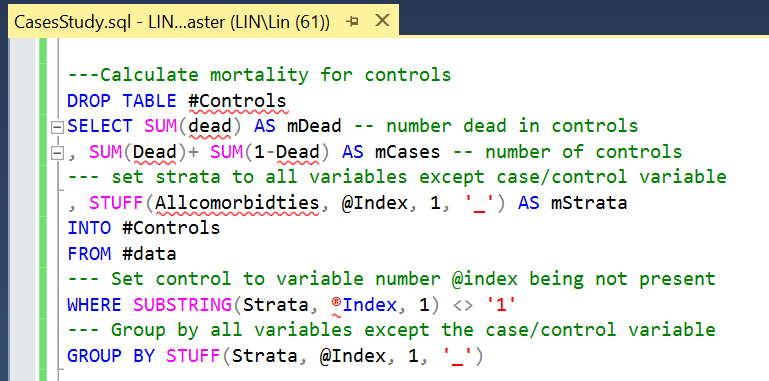 CasesStudy.sql - LIN...aster (LIN\Lin (61))
---Calculate mortality for controls
DROP TABLE #Controls
SELECT SUM(dead) AS mDead -- number dead in controls
, SUM(Dead)+ SUM(1-Dead) AS mCases -- number of controls
--- set strata to all variables except case/control variable
, STUFF(Allcomorbidties, @Index, 1, '_') AS mStrata
INTO #Controls
FROM #data
--- Set control to variable number @index being not present
WHERE SUBSTRING(Strata, ®Index, 1) <> '1'
--- Group by all variables except the case/control variable
GROUP BY STUFF(Strata, @Index, 1, '_')